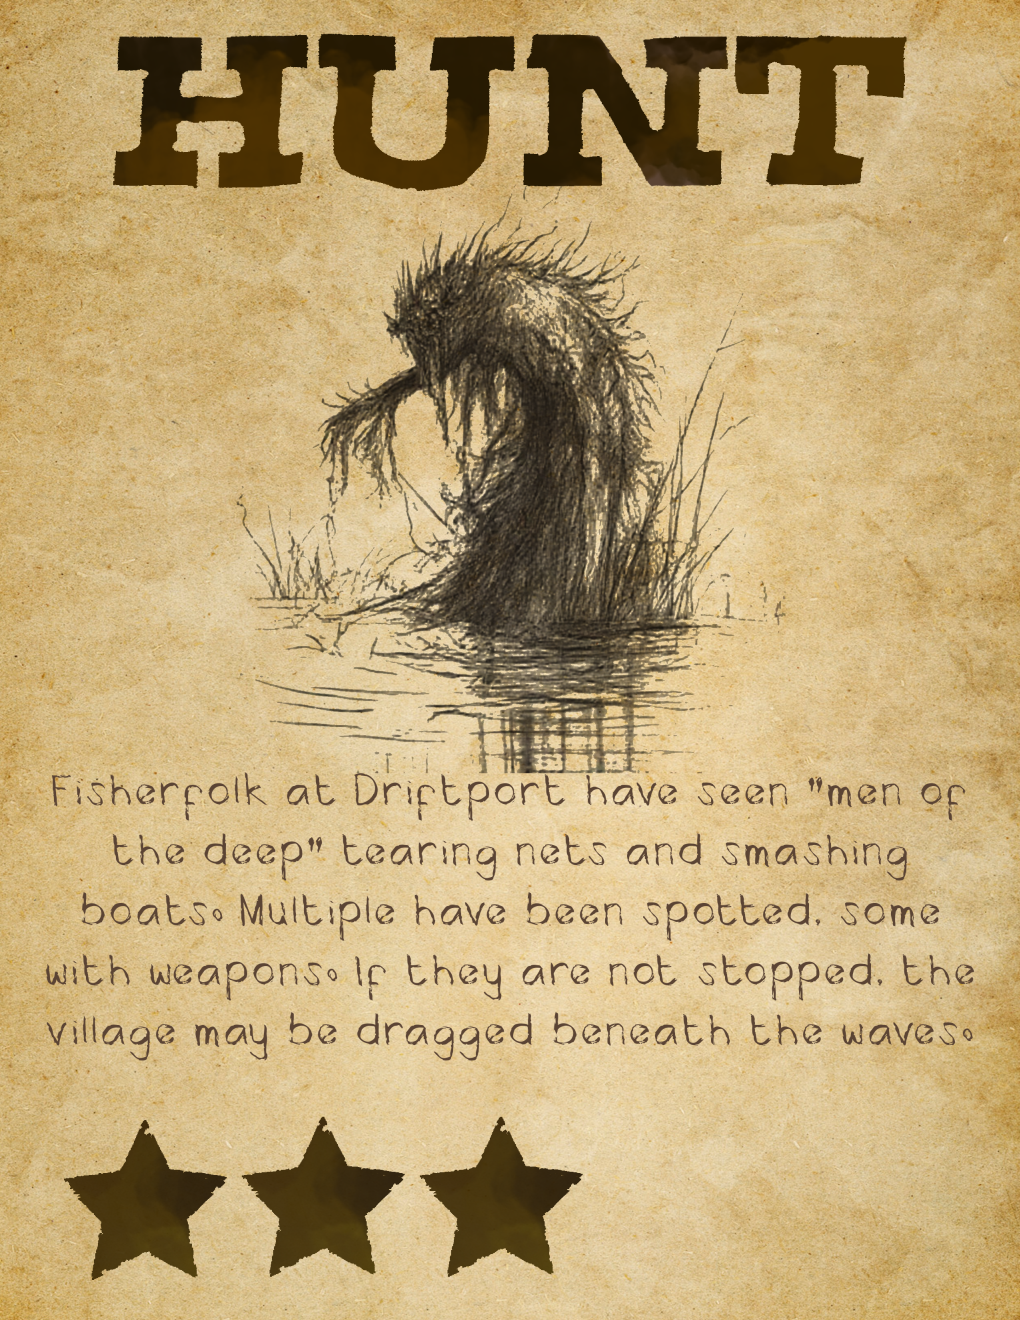 HUNT
Fisherfolk at Driftport have seen "men of
the deep" tearing nets and smashing
boats. Multiple have been spotted, some
with weapons. If they are not stopped, the
village may be dragged beneath the waves.